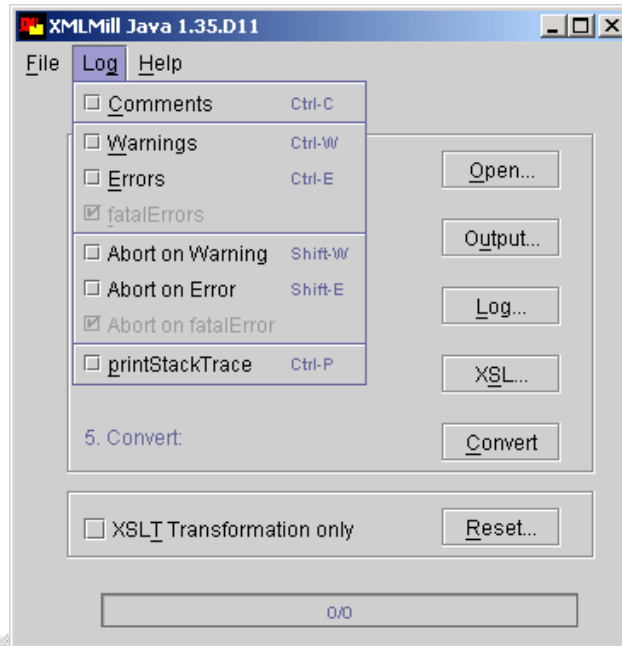 XMLMill Java 1.35.D11
File Log Help
Comments Ctrl-C
Warnings Ctrl-W
Errors Ctrl-E
fatalErrors
Abort on Warning Shift-W
Abort on Error Shift-E
Abort on fatalError
printStackTrace Ctrl-P
Open...
Output...
Log...
XSL...
5. Convert: Convert
XSLT Transformation only Reset...
0/0